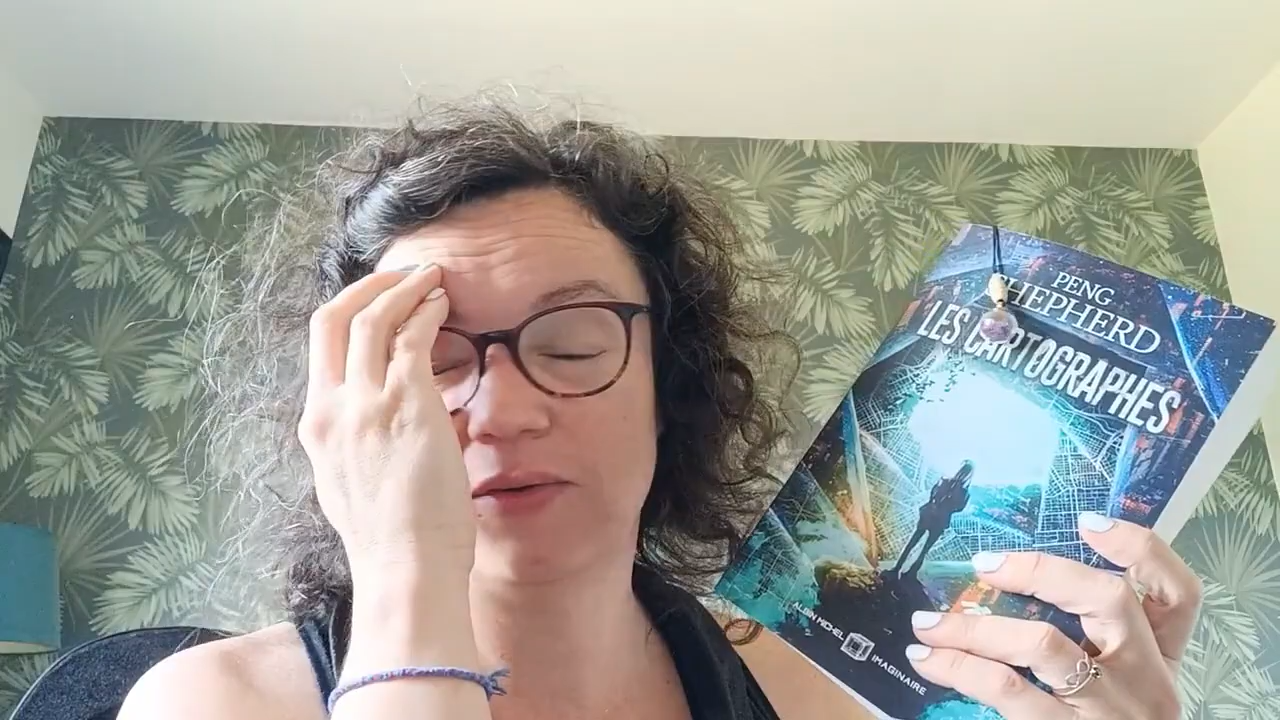 PENG
SHEPHERD
LES CARTOGRAPHES
ALBIN MICHEL
IMAGINAIRE